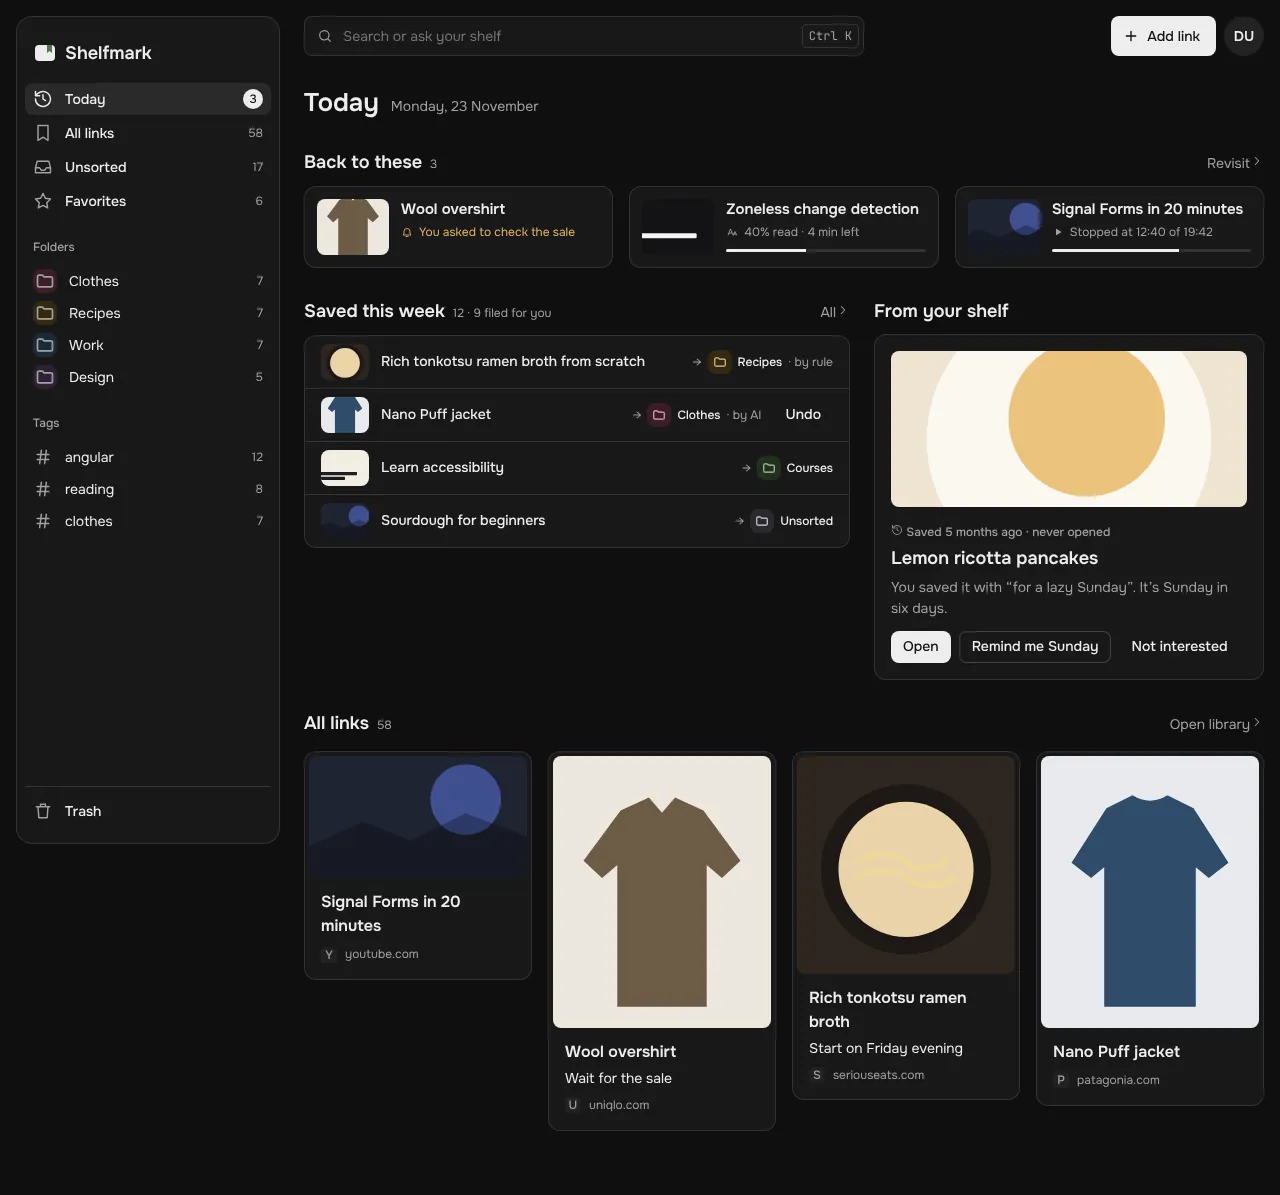 Shelfmark
Today 3
All links 58
Unsorted 17
Favorites 6
Folders
Clothes 7
Recipes 7
Work 7
Design 5
Tags
angular 12
reading 8
clothes 7
Trash
Search or ask your shelf Ctrl K
Add link
DU
Today Monday, 23 November
Back to these 3
Revisit
Wool overshirt
You asked to check the sale
Zoneless change detection
40% read · 4 min left
Signal Forms in 20 minutes
Stopped at 12:40 of 19:42
Saved this week 12 · 9 filed for you
All
Rich tonkotsu ramen broth from scratch → Recipes · by rule
Nano Puff jacket → Clothes · by AI Undo
Learn accessibility → Courses
Sourdough for beginners → Unsorted
From your shelf
Saved 5 months ago · never opened
Lemon ricotta pancakes
You saved it with “for a lazy Sunday”. It’s Sunday in
six days.
Open Remind me Sunday Not interested
All links 58
Open library
Signal Forms in 20
minutes
Y youtube.com
Wool overshirt
Wait for the sale
U uniqlo.com
Rich tonkotsu ramen
broth
Start on Friday evening
S seriouseats.com
Nano Puff jacket
P patagonia.com